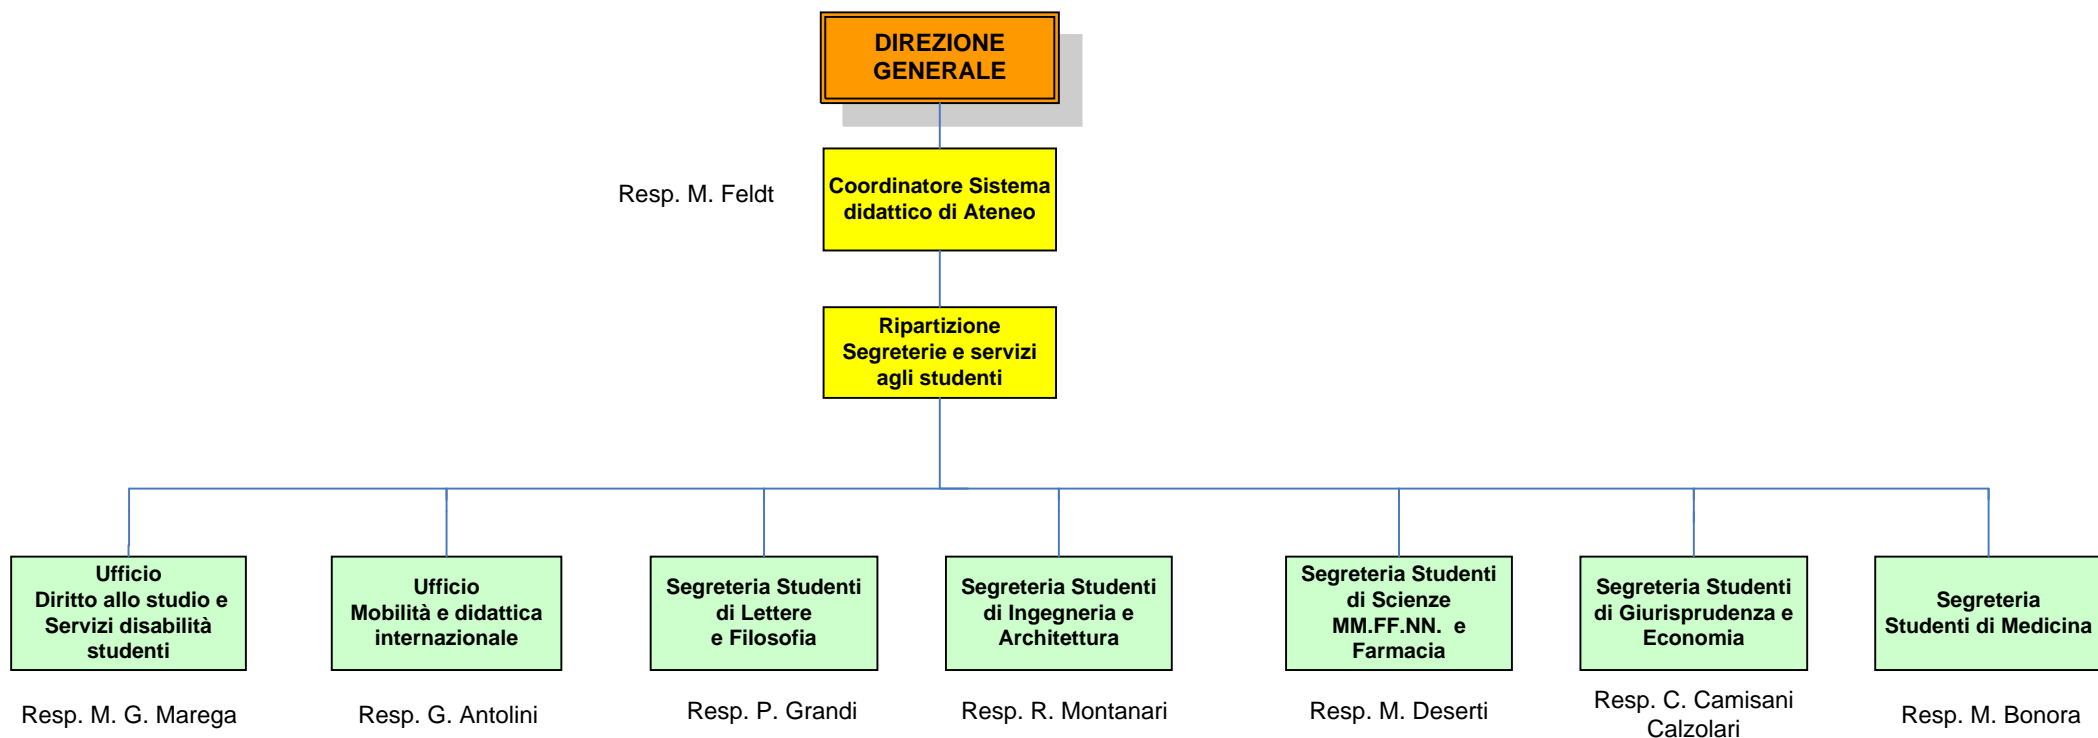 DIREZIONE
GENERALE
Resp. M. Feldt
Coordinatore Sistema
didattico di Ateneo
Ripartizione
Segreterie e servizi
agli studenti
Ufficio
Diritto allo studio e
Servizi disabilità
studenti
Resp. M. G. Marega
Ufficio
Mobilità e didattica
internazionale
Resp. G. Antolini
Segreteria Studenti
di Lettere
e Filosofia
Resp. P. Grandi
Segreteria Studenti
di Ingegneria e
Architettura
Resp. R. Montanari
Segreteria Studenti
di Scienze
MM.FF.NN. e
Farmacia
Resp. M. Deserti
Segreteria Studenti
di Giurisprudenza e
Economia
Resp. C. Camisani
Calzolari
Segreteria
Studenti di Medicina
Resp. M. Bonora